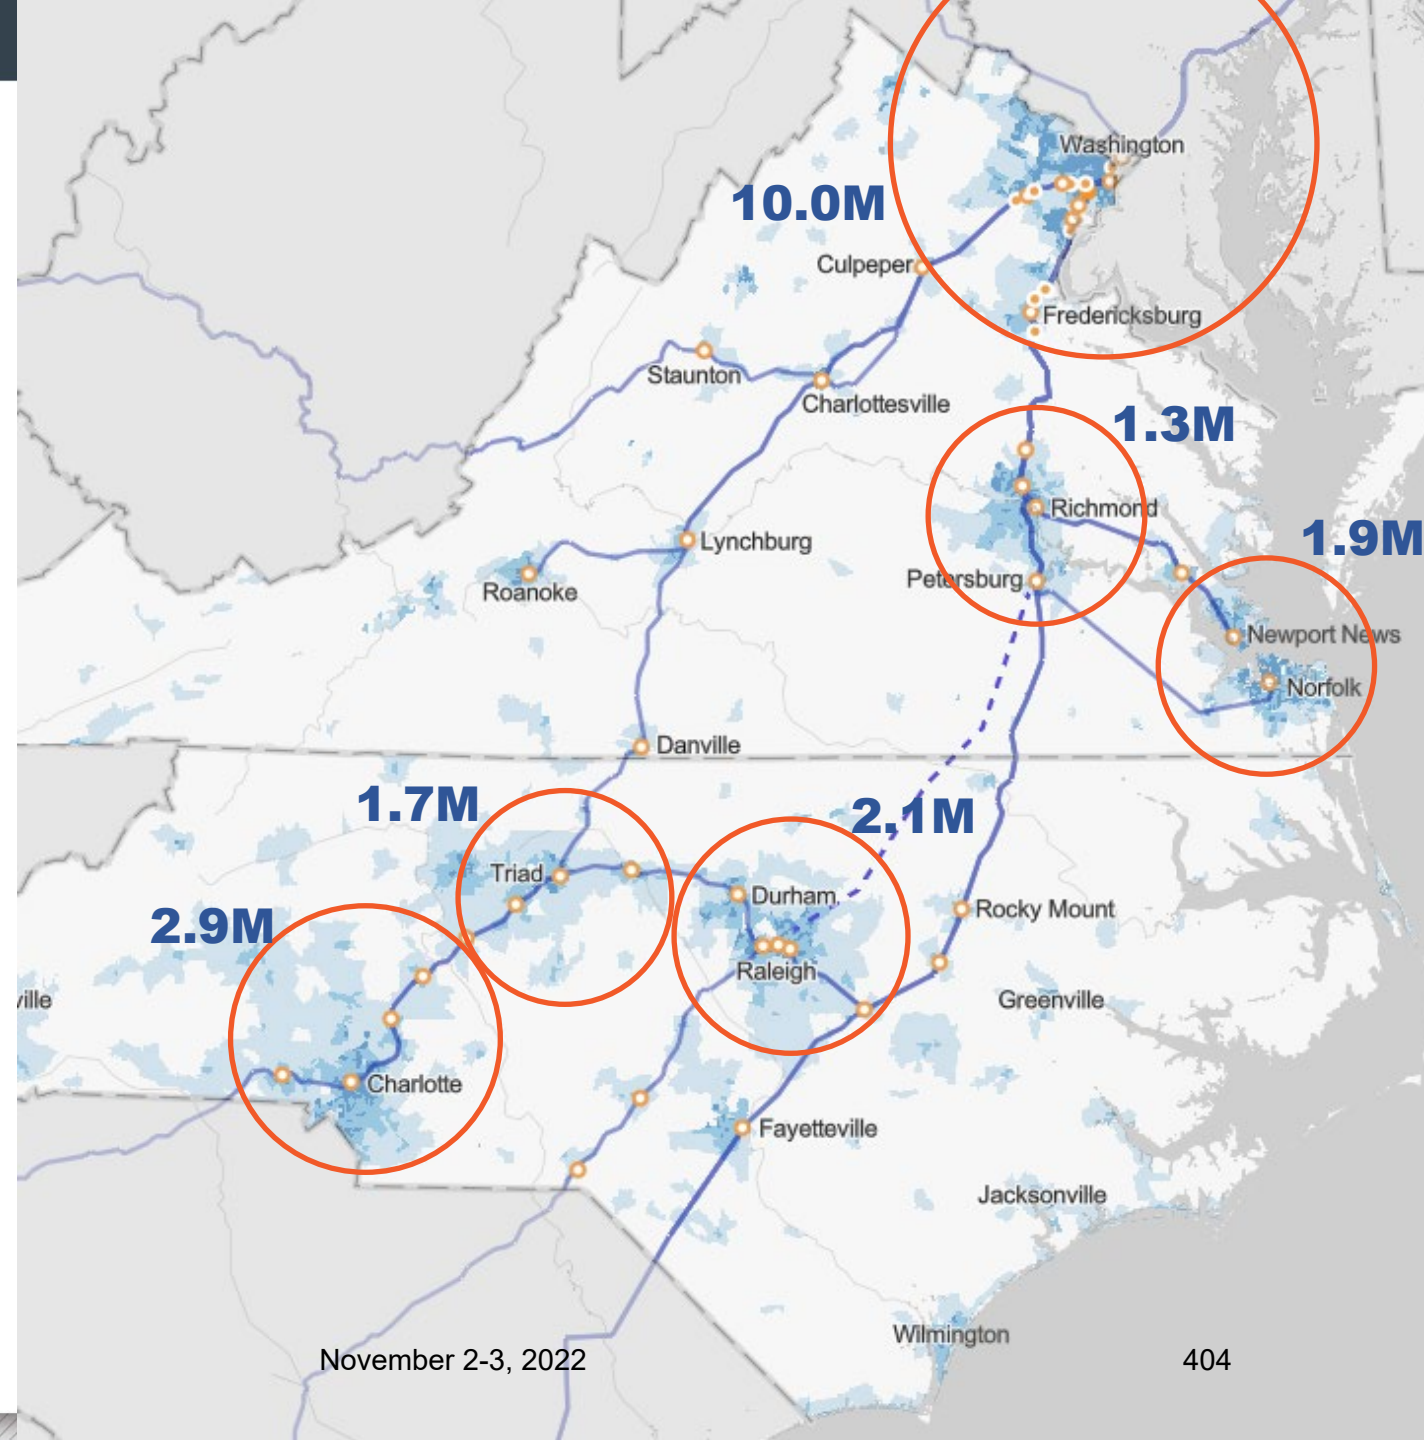 Washington
10.0M
Culpeper
Fredericksburg
Staunton
Charlottesville
1.3M
Richmond
1.9M
Lynchburg
Petersburg
Roanoke
Newport News
Norfolk
Danville
1.7M
2.1M
Triad
Durham
Rocky Mount
2.9M
Raleigh
ville
Greenville
Charlotte
Fayetteville
Jacksonville
Wilmington
November 2-3, 2022
404